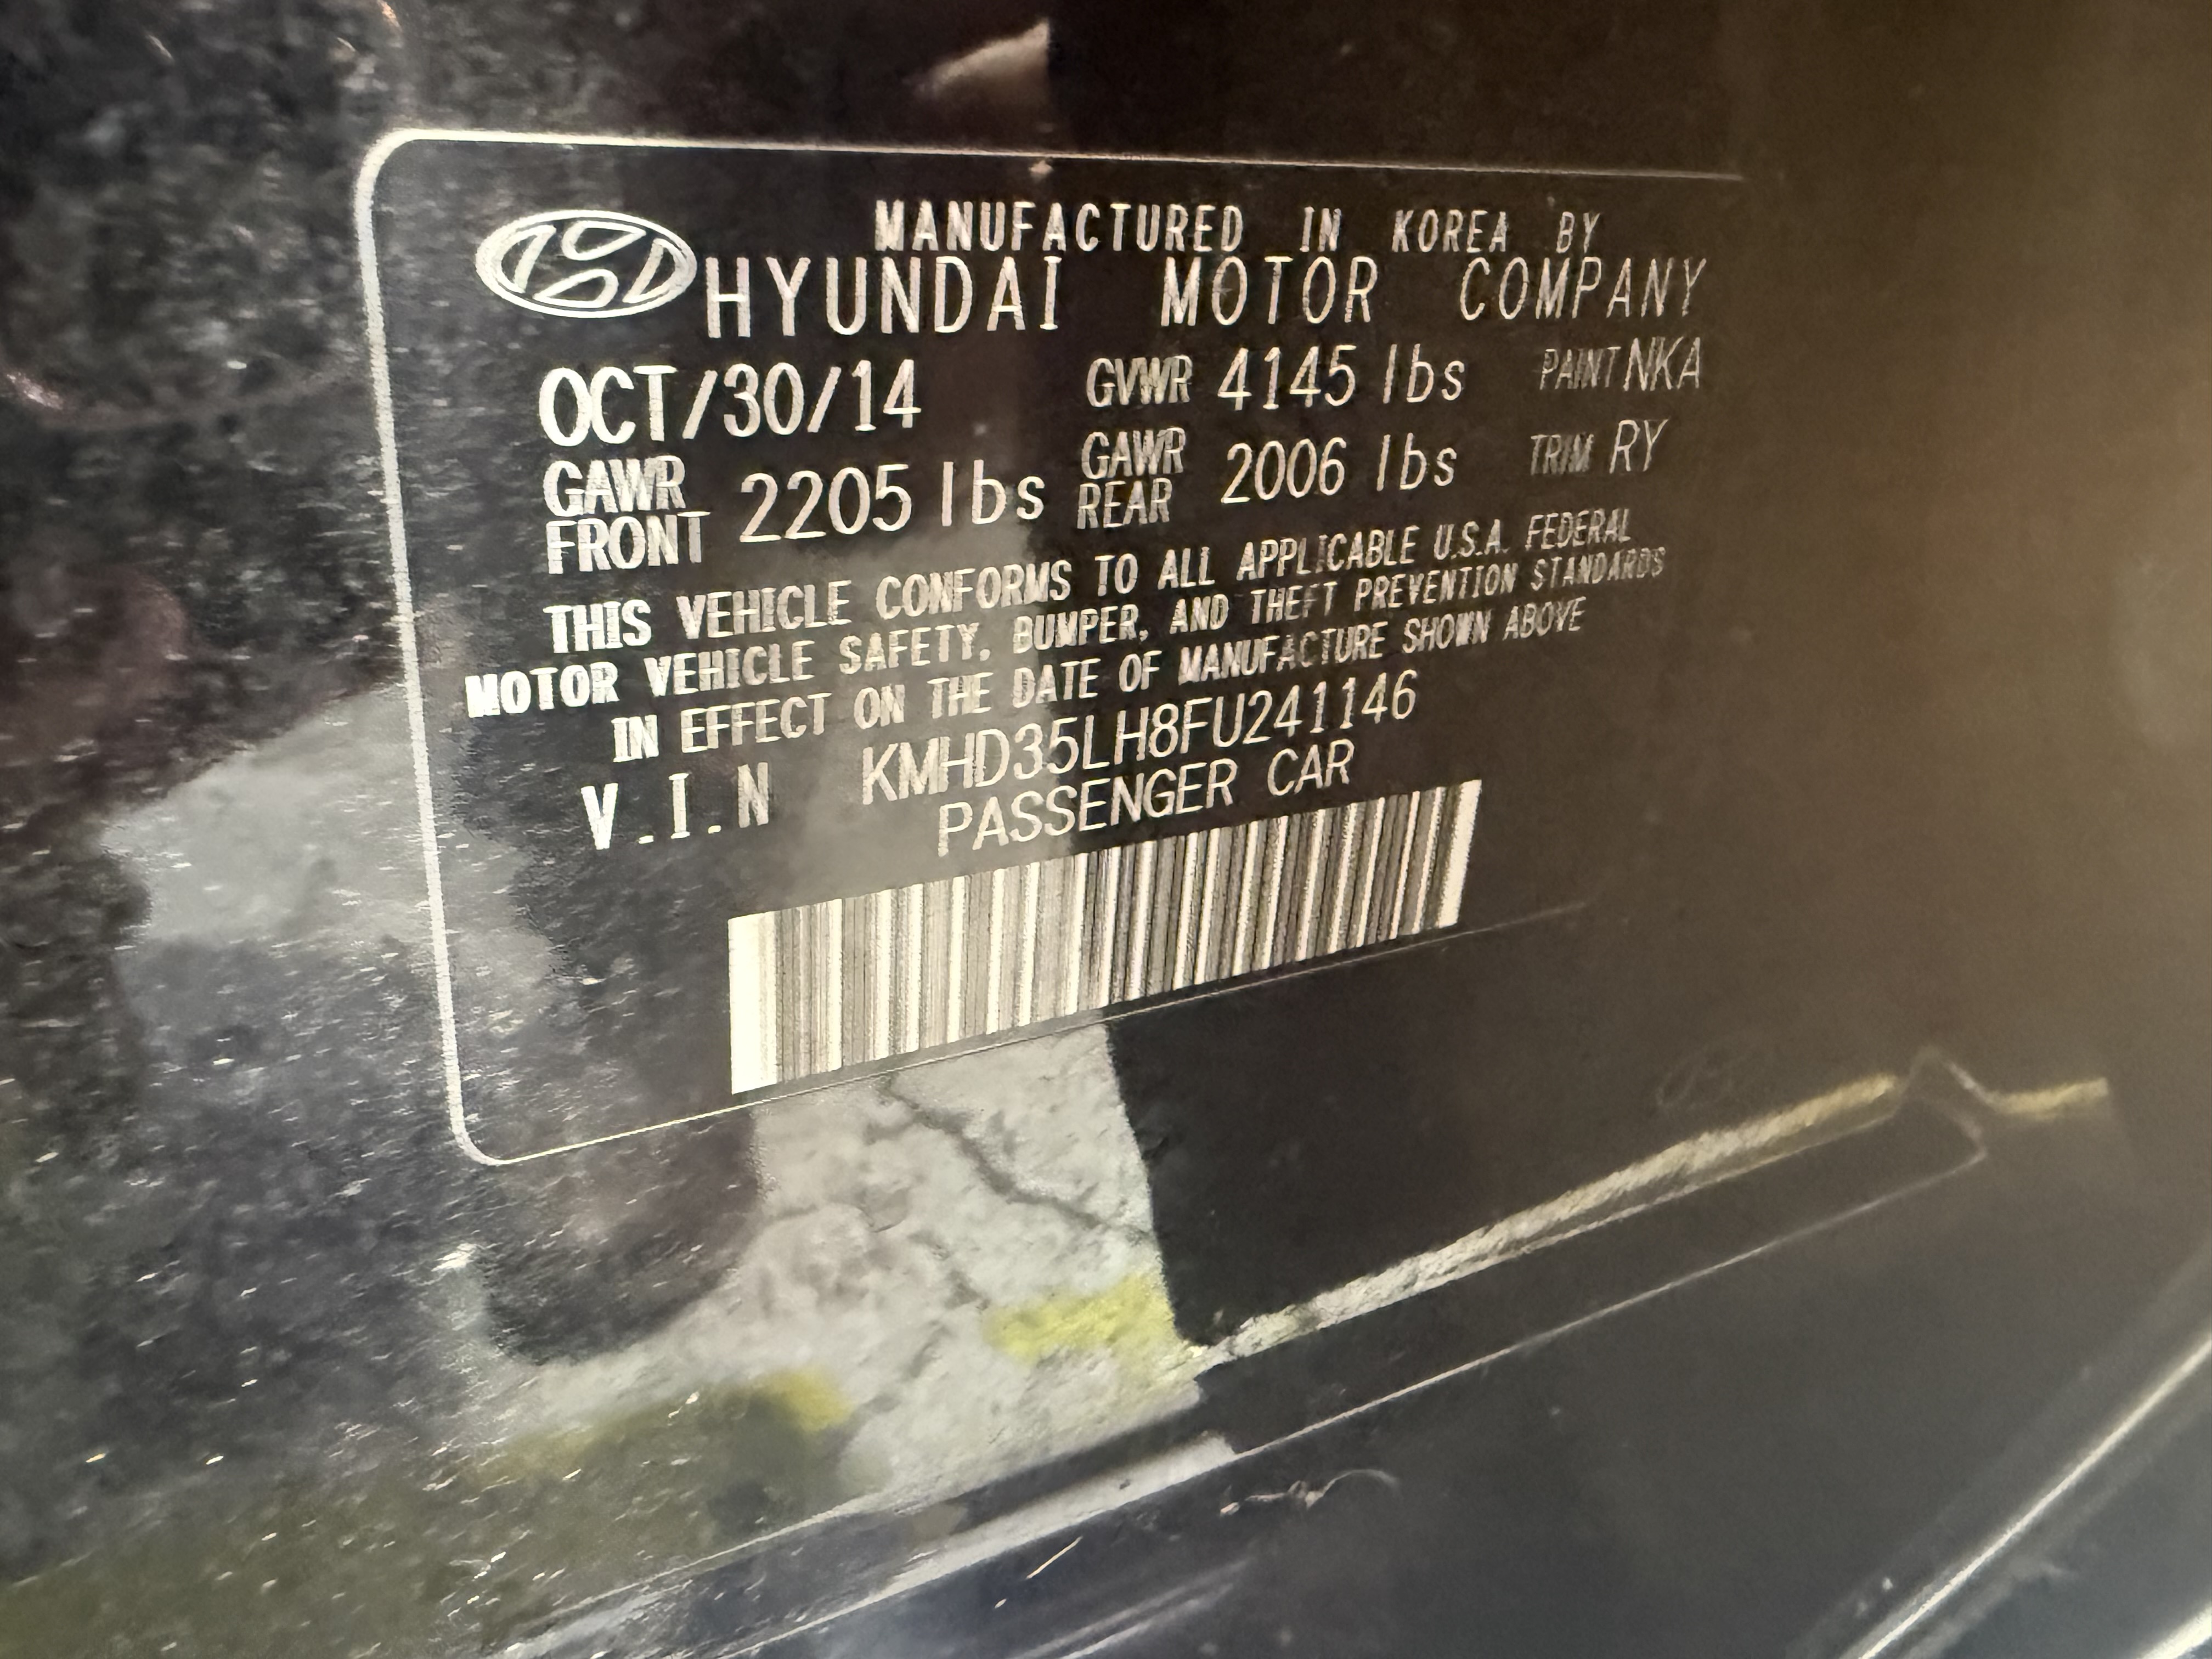 MANUFACTURED IN KOREA BY
HYUNDAI MOTOR COMPANY
OCT/30/14 GVWR 4145 lbs PAINT NKA
GAWR FRONT 2205 lbs GAWR REAR 2006 lbs TRIM RY
THIS VEHICLE CONFORMS TO ALL APPLICABLE U.S.A. FEDERAL
MOTOR VEHICLE SAFETY, BUMPER, AND THEFT PREVENTION STANDARDS
IN EFFECT ON THE DATE OF MANUFACTURE SHOWN ABOVE
V.I.N KMHD35LH8FU241146
PASSENGER CAR